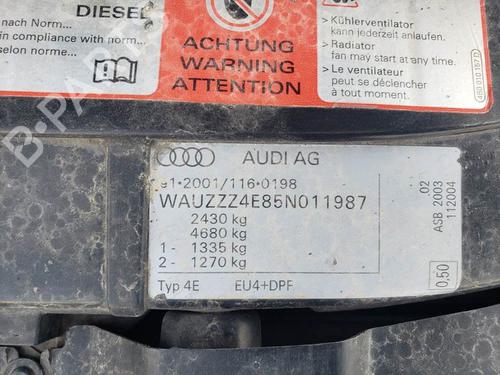 DIESEL
nach Norm...
in compliance with norm...
selon norme...
ACHTUNG
WARNING
ATTENTION
> Kühlerventilator
kann jederzeit anlaufen.
> Radiator
fan may start at any time.
> Le ventilateur
peut se déclencher
à tout moment.
B-PARTS
AUDI AG
e1*2001/116*0198
WAUZZZ4E85N011987
2430 kg
4680 kg
1- 1335 kg
2- 1270 kg
Typ 4E EU4+DPF
02
ASB 2003
112004
0,50